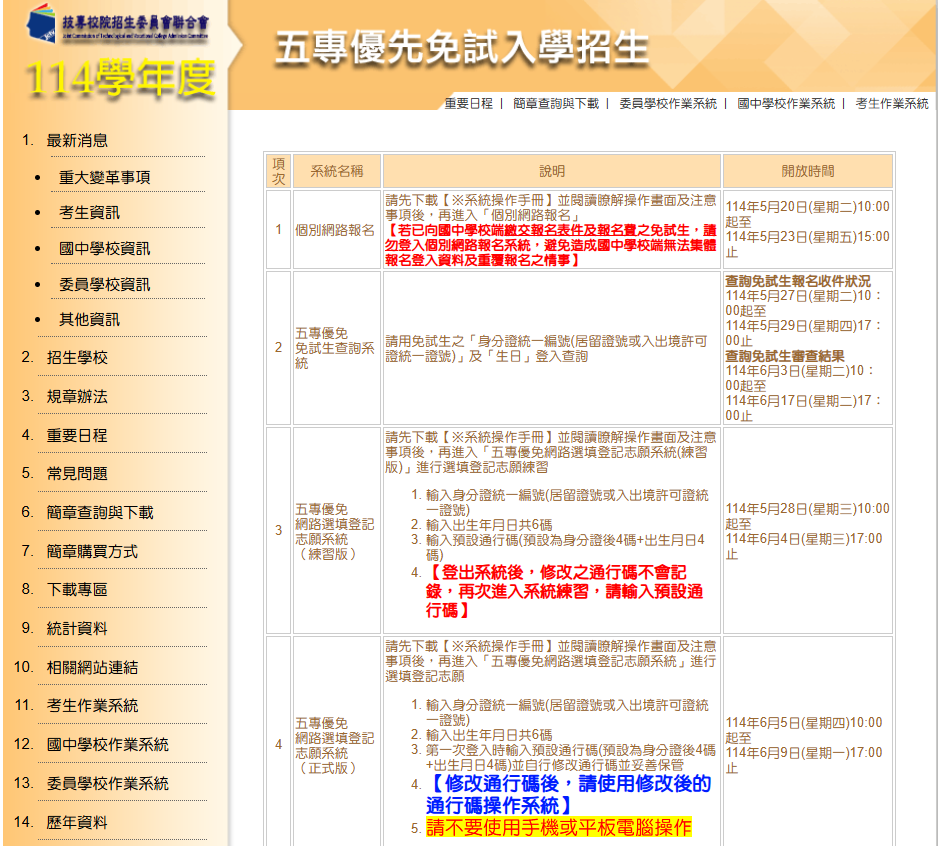 技專校院招生委員會聯合會
Joint Commission of Technological and Vocational College Admission Committee
114學年度
五專優先免試入學招生
重要日程 | 簡章查詢與下載 | 委員學校作業系統 | 國中學校作業系統 | 考生作業系統
1. 最新消息
• 重大變革事項
• 考生資訊
• 國中學校資訊
• 委員學校資訊
• 其他資訊
2. 招生學校
3. 規章辦法
4. 重要日程
5. 常見問題
6. 簡章查詢與下載
7. 簡章購買方式
8. 下載專區
9. 統計資料
10. 相關網站連結
11. 考生作業系統
12. 國中學校作業系統
13. 委員學校作業系統
14. 歷年資料
項次 系統名稱 說明 開放時間
1
個別網路報名
請先下載【※系統操作手冊】並閱讀瞭解操作畫面及注意
事項後，再進入「個別網路報名」
【若已向國中學校端繳交報名表件及報名費之免試生，請
勿登入個別網路報名系統，避免造成國中學校端無法集體
報名登入資料及重覆報名之情事】
114年5月20日(星期二)10:00
起至
114年5月23日(星期五)15:00
止
2
五專優免
免試生查詢系
統
請用免試生之「身分證統一編號(居留證號或入出境許可
證統一證號)」及「生日」登入查詢
查詢免試生報名收件狀況
114年5月27日(星期二)10：
00起至
114年5月29日(星期四)17：
00止
查詢免試生審查結果
114年6月3日(星期二)10：
00起至
114年6月17日(星期二)17：
00止
3
五專優免
網路選填登記
志願系統
（練習版）
請先下載【※系統操作手冊】並閱讀瞭解操作畫面及注意
事項後，再進入「五專優免網路選填登記志願系統(練習
版)」進行選填登記志願練習
1. 輸入身分證統一編號(居留證號或入出境許可證統
一證號)
2. 輸入出生年月日共6碼
3. 輸入預設通行碼(預設為身分證後4碼+出生月日4
碼)
4. 【登出系統後，修改之通行碼不會記
錄，再次進入系統練習，請輸入預設通
行碼】
114年5月28日(星期三)10:00
起至
114年6月4日(星期三)17:00
止
4
五專優免
網路選填登記
志願系統
（正式版）
請先下載【※系統操作手冊】並閱讀瞭解操作畫面及注意
事項後，再進入「五專優免網路選填登記志願系統」進行
選填登記志願
1. 輸入身分證統一編號(居留證號或入出境許可證統
一證號)
2. 輸入出生年月日共6碼
3. 第一次登入時輸入預設通行碼(預設為身分證後4碼
+出生月日4碼)並自行修改通行碼並妥善保管
4. 【修改通行碼後，請使用修改後的
通行碼操作系統】
5. 請不要使用手機或平板電腦操作
114年6月5日(星期四)10:00
起至
114年6月9日(星期一)17:00
止